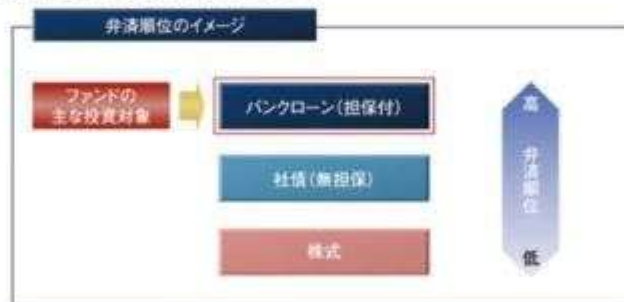 弁済順位のイメージ
ファンドの
主な投資対象
バンクローン(担保付)
社債(無担保)
株式
高
弁済順位
低